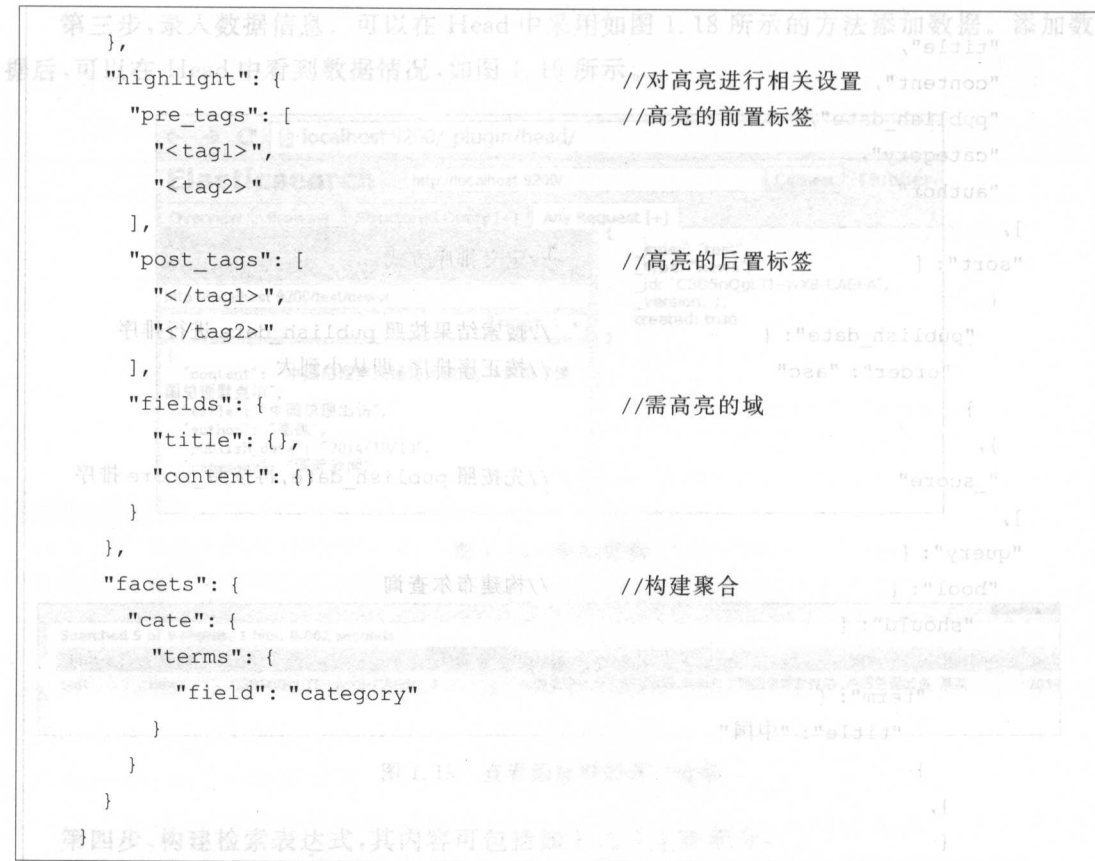 },
"highlight": { //对高亮进行相关设置
"pre_tags": [ //高亮的前置标签
"<tag1>",
"<tag2>"
],
"post_tags": [ //高亮的后置标签
"</tag1>",
"</tag2>"
],
"fields": { //需高亮的域
"title": {},
"content": {}
}
},
"facets": { //构建聚合
"cate": {
"terms": {
"field": "category"
}
}
}
}